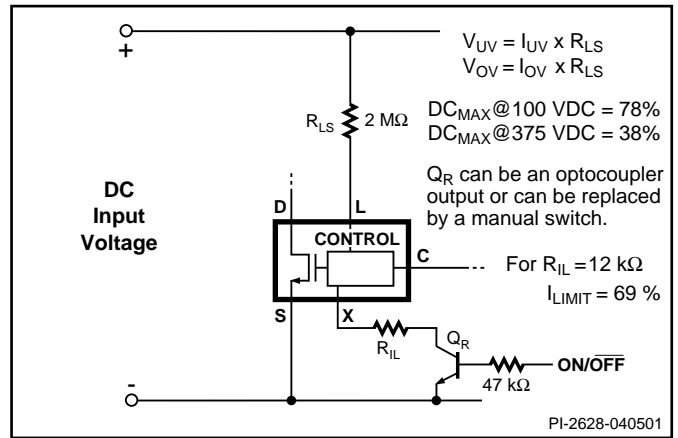 +
V_UV = I_UV x R_LS
V_OV = I_OV x R_LS
R_LS
2 MΩ
DC_MAX@100 VDC = 78%
DC_MAX@375 VDC = 38%
Q_R can be an optocoupler
output or can be replaced
by a manual switch.
DC
Input
Voltage
D
L
CONTROL
C
For R_IL = 12 kΩ
I_LIMIT = 69 %
S
X
R_IL
Q_R
47 kΩ
ON/O̅F̅F̅
-
PI-2628-040501